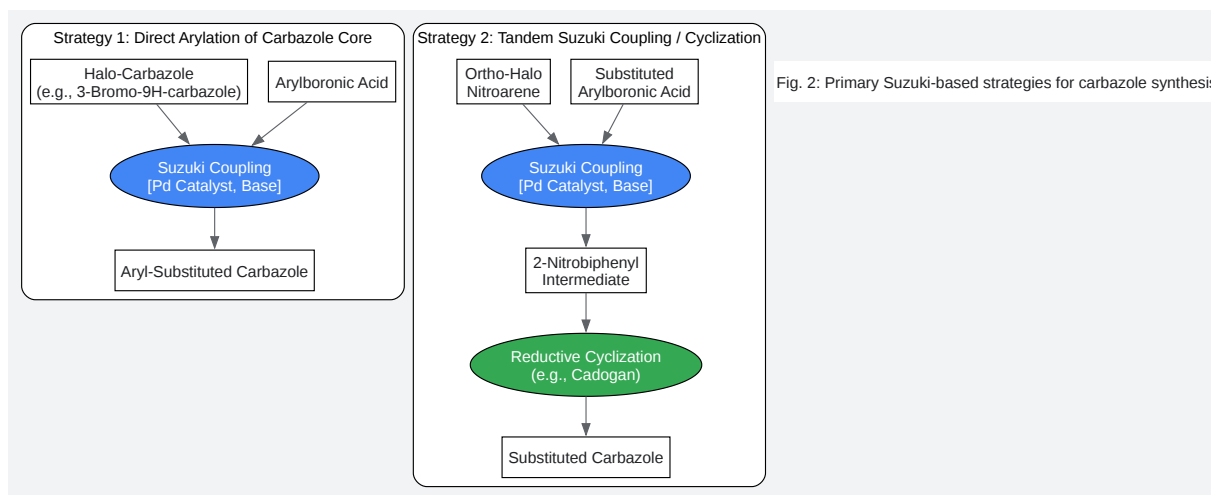 Strategy 1: Direct Arylation of Carbazole Core
Halo-Carbazole
(e.g., 3-Bromo-9H-carbazole)
Arylboronic Acid
Suzuki Coupling
[Pd Catalyst, Base]
Aryl-Substituted Carbazole
Strategy 2: Tandem Suzuki Coupling / Cyclization
Ortho-Halo
Nitroarene
Substituted
Arylboronic Acid
Suzuki Coupling
[Pd Catalyst, Base]
2-Nitrobiphenyl
Intermediate
Reductive Cyclization
(e.g., Cadogan)
Substituted Carbazole
Fig. 2: Primary Suzuki-based strategies for carbazole synthesis